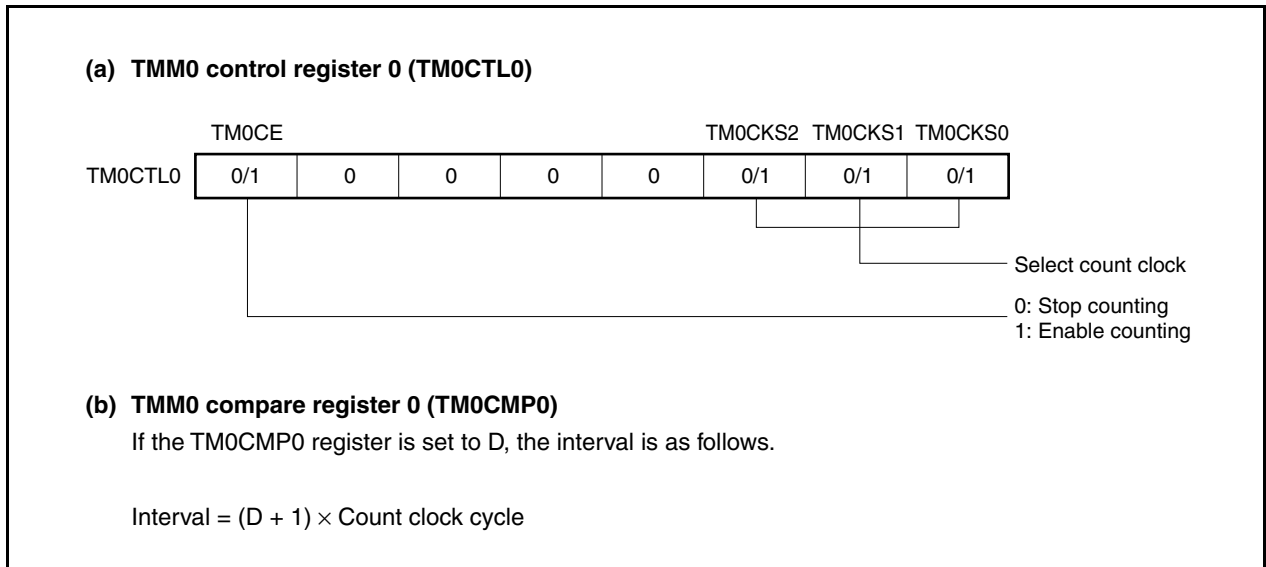 (a) TMM0 control register 0 (TM0CTL0)
TM0CE TM0CKS2 TM0CKS1 TM0CKS0
TM0CTL0 0/1 0 0 0 0 0/1 0/1 0/1
Select count clock
0: Stop counting
1: Enable counting
(b) TMM0 compare register 0 (TM0CMP0)
If the TM0CMP0 register is set to D, the interval is as follows.
Interval = (D + 1) × Count clock cycle